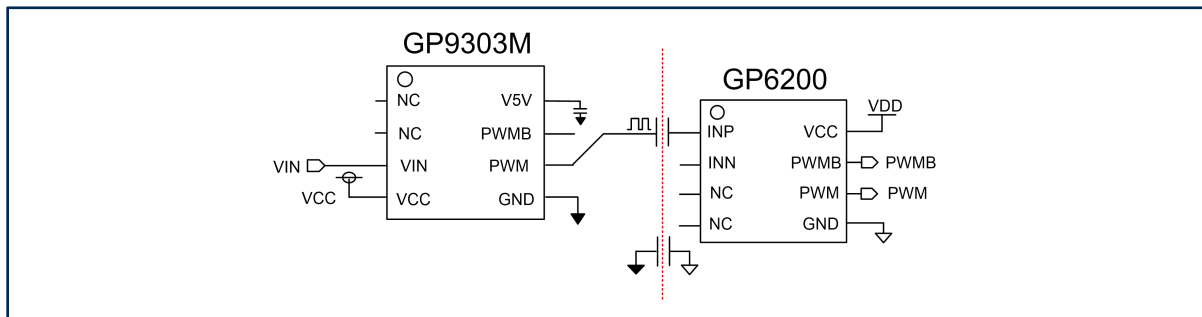 GP9303M
NC
V5V
NC
PWMB
VIN
VIN
PWM
VCC
VCC
GND
GP6200
VDD
INP
VCC
INN
PWMB
PWMB
NC
PWM
PWM
NC
GND